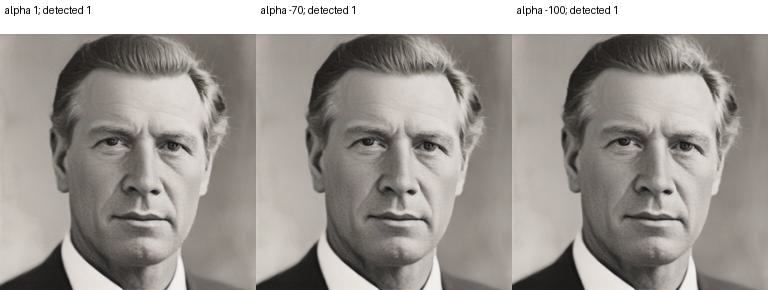 alpha 1; detected 1
alpha -70; detected 1
alpha -100; detected 1